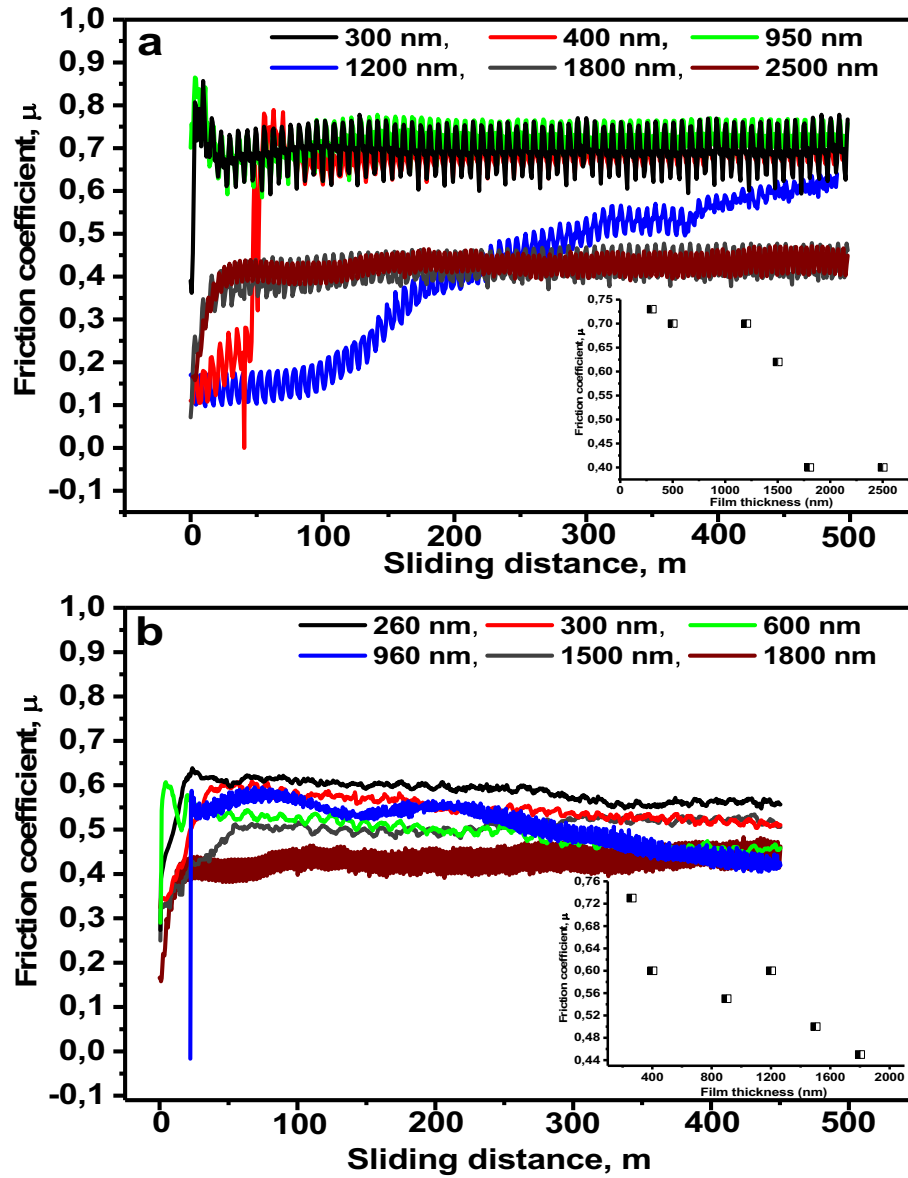 a
300 nm, 400 nm, 950 nm
1200 nm, 1800 nm, 2500 nm
Friction coefficient, μ
1,0
0,9
0,8
0,7
0,6
0,5
0,4
0,3
0,2
0,1
0,0
-0,1
0 100 200 300 400 500
Sliding distance, m
Friction coefficient, μ
0,75
0,70
0,65
0,60
0,55
0,50
0,45
0,40
0 500 1000 1500 2000 2500
Film thickness (nm)
b
260 nm, 300 nm, 600 nm
960 nm, 1500 nm, 1800 nm
Friction coefficient, μ
1,0
0,9
0,8
0,7
0,6
0,5
0,4
0,3
0,2
0,1
0,0
-0,1
0 100 200 300 400 500
Sliding distance, m
Friction coefficient, μ
0,76
0,72
0,68
0,64
0,60
0,56
0,52
0,48
0,44
400 800 1200 1600 2000
Film thickness (nm)